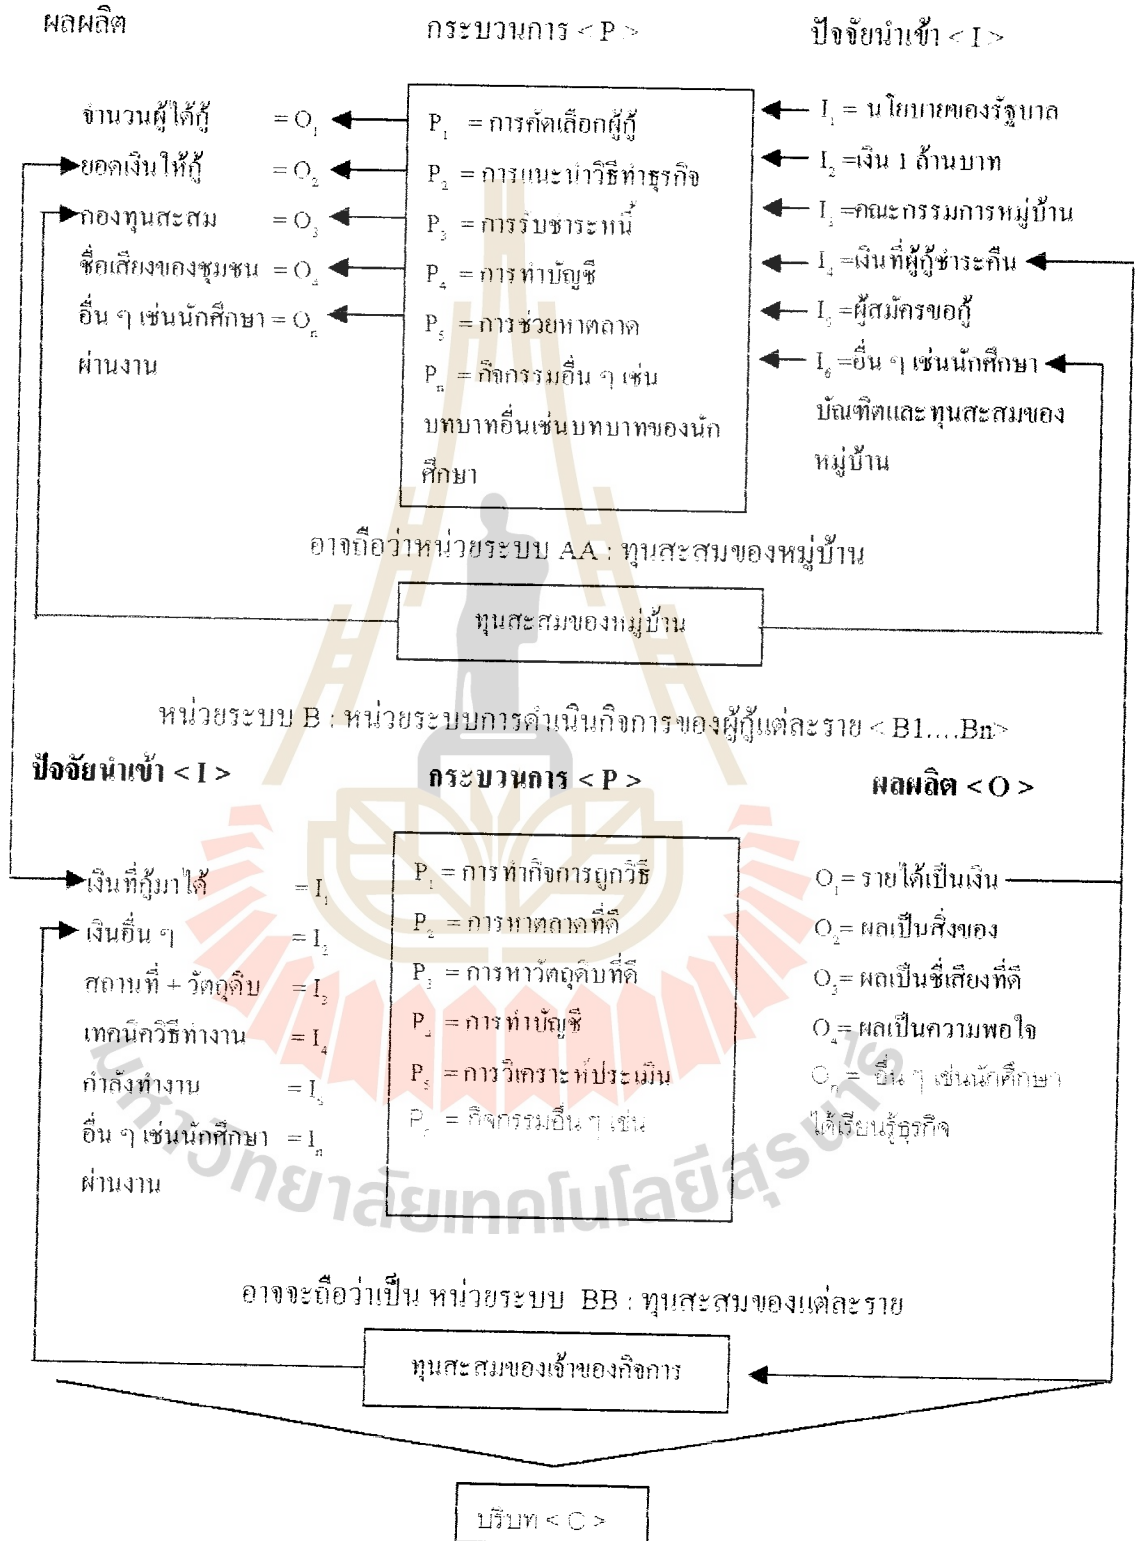 ผลผลิต กระบวนการ < P > ปัจจัยนำเข้า < I >
จำนวนผู้ได้กู้ = O₁ P₁ = การคัดเลือกผู้กู้ I₁ = นโยบายของรัฐบาล
ยอดเงินให้กู้ = O₂ P₂ = การแนะนำวิธีทำธุรกิจ I₂ =เงิน 1 ล้านบาท
กองทุนสะสม = O₃ P₃ = การรับชำระหนี้ I₃ =คณะกรรมการหมู่บ้าน
ชื่อเสียงของชุมชน = O₄ P₄ = การทำบัญชี I₄ =เงินที่ผู้กู้ชำระคืน
อื่น ๆ เช่นนักศึกษา = Oₙ P₅ = การช่วยหาตลาด I₅ =ผู้สมัครขอกู้
ผ่านงาน Pₙ = กิจกรรมอื่น ๆ เช่น I₆ =อื่น ๆ เช่นนักศึกษา
บทบาทอื่นเช่นบทบาทของนัก บัณฑิตและทุนสะสมของ
ศึกษา หมู่บ้าน
อาจถือว่าหน่วยระบบ AA : ทุนสะสมของหมู่บ้าน
ทุนสะสมของหมู่บ้าน
หน่วยระบบ B : หน่วยระบบการดำเนินกิจการของผู้กู้แต่ละราย < B1....Bn>
ปัจจัยนำเข้า < I > กระบวนการ < P > ผลผลิต < O >
เงินที่กู้มาได้ = I₁ P₁ = การทำกิจการถูกวิธี O₁= รายได้เป็นเงิน
เงินอื่น ๆ = I₂ P₂ = การหาตลาดที่ดี O₂= ผลเป็นสิ่งของ
สถานที่ + วัตถุดิบ = I₃ P₃ = การหาวัตถุดิบที่ดี O₃= ผลเป็นชื่อเสียงที่ดี
เทคนิควิธีทำงาน = I₄ P₄ = การทำบัญชี O₄= ผลเป็นความพอใจ
กำลังทำงาน = I₅ P₅ = การวิเคราะห์ประเมิน Oₙ = อื่น ๆ เช่นนักศึกษา
อื่น ๆ เช่นนักศึกษา = Iₙ Pₙ = กิจกรรมอื่น ๆ เช่น ได้เรียนรู้ธุรกิจ
ผ่านงาน
มหาวิทยาลัยเทคโนโลยีสุรนารี
อาจจะถือว่าเป็น หน่วยระบบ BB : ทุนสะสมของแต่ละราย
ทุนสะสมของเจ้าของกิจการ
บริบท < C >